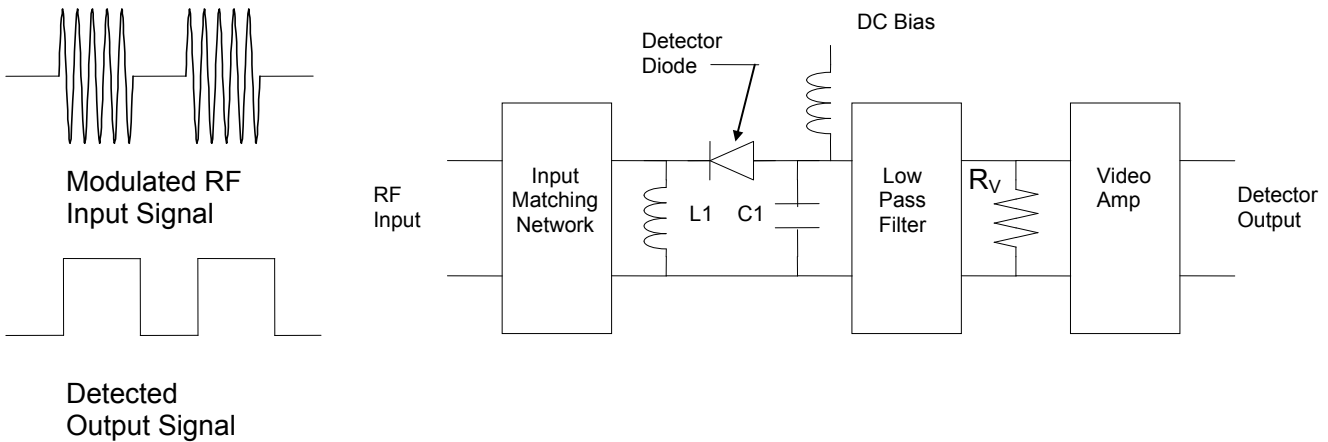 Modulated RF
Input Signal
Detected
Output Signal
RF
Input
Input
Matching
Network
Detector
Diode
L1
C1
DC Bias
Low
Pass
Filter
RV
Video
Amp
Detector
Output